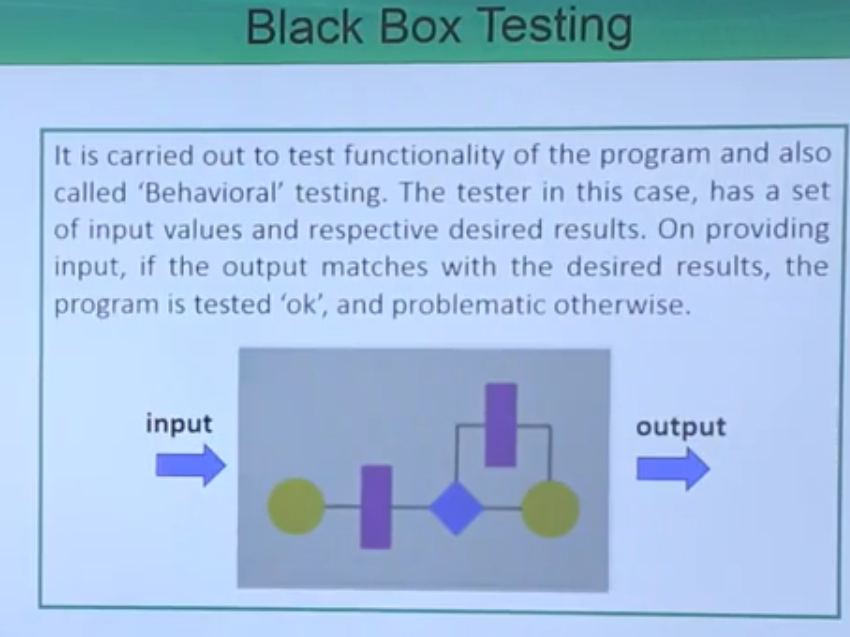 Black Box Testing
It is carried out to test functionality of the program and also
called ‘Behavioral’ testing. The tester in this case, has a set
of input values and respective desired results. On providing
input, if the output matches with the desired results, the
program is tested ‘ok’, and problematic otherwise.
input
output